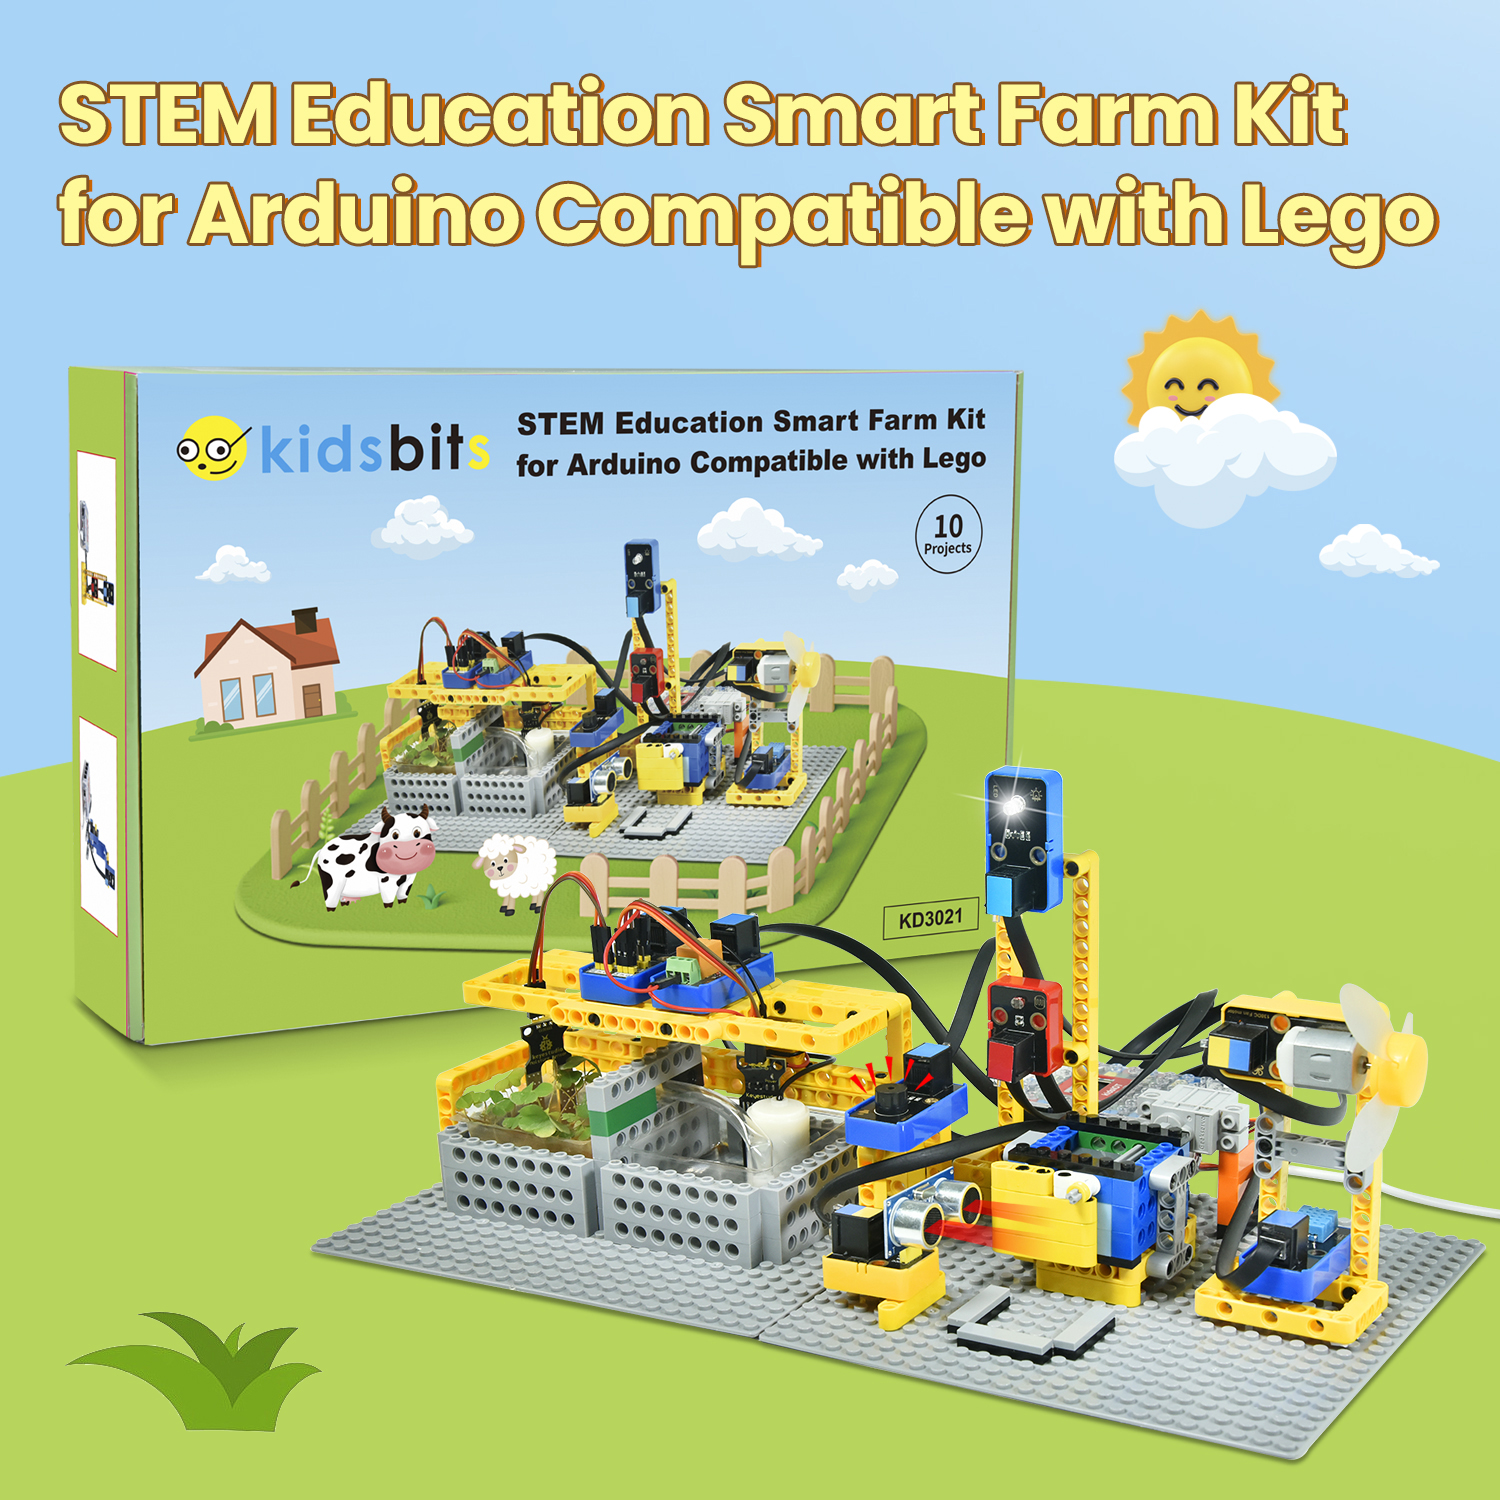 STEM Education Smart Farm Kit
for Arduino Compatible with Lego
kidsbits
STEM Education Smart Farm Kit
for Arduino Compatible with Lego
10
Projects
KD3021